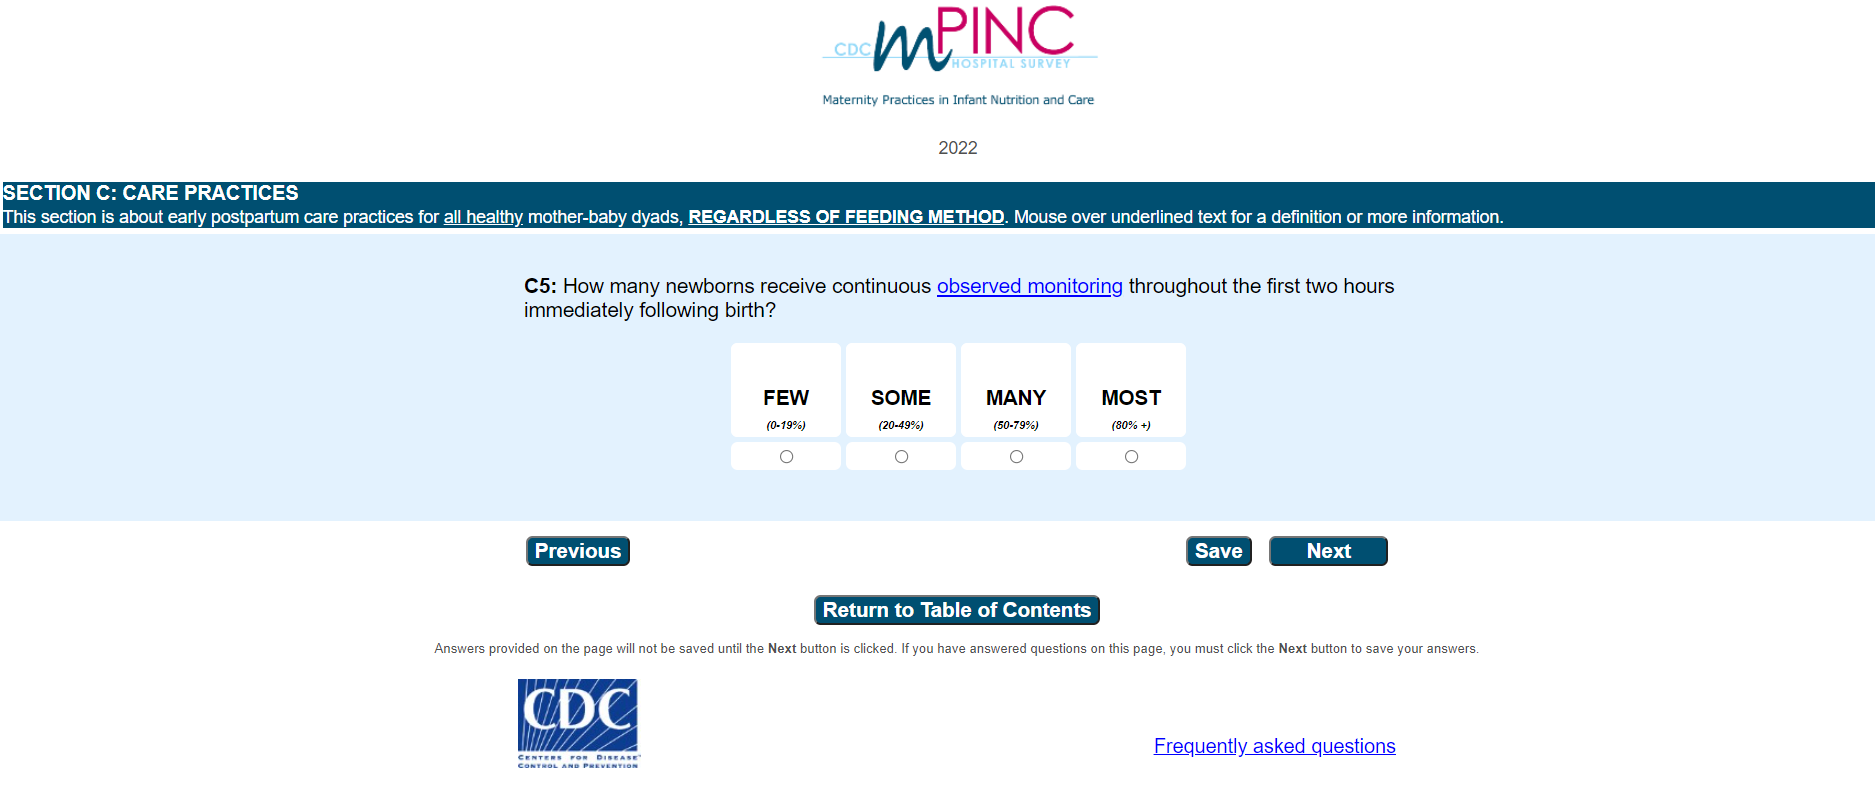 CDC mPINC
HOSPITAL SURVEY
Maternity Practices in Infant Nutrition and Care
2022
SECTION C: CARE PRACTICES
This section is about early postpartum care practices for all healthy mother-baby dyads, REGARDLESS OF FEEDING METHOD. Mouse over underlined text for a definition or more information.
C5: How many newborns receive continuous observed monitoring throughout the first two hours
immediately following birth?
FEW SOME MANY MOST
(0-19%) (20-49%) (50-79%) (80% +)
Previous Save Next
Return to Table of Contents
Answers provided on the page will not be saved until the Next button is clicked. If you have answered questions on this page, you must click the Next button to save your answers.
CDC
CENTERS FOR DISEASE™
CONTROL AND PREVENTION
Frequently asked questions